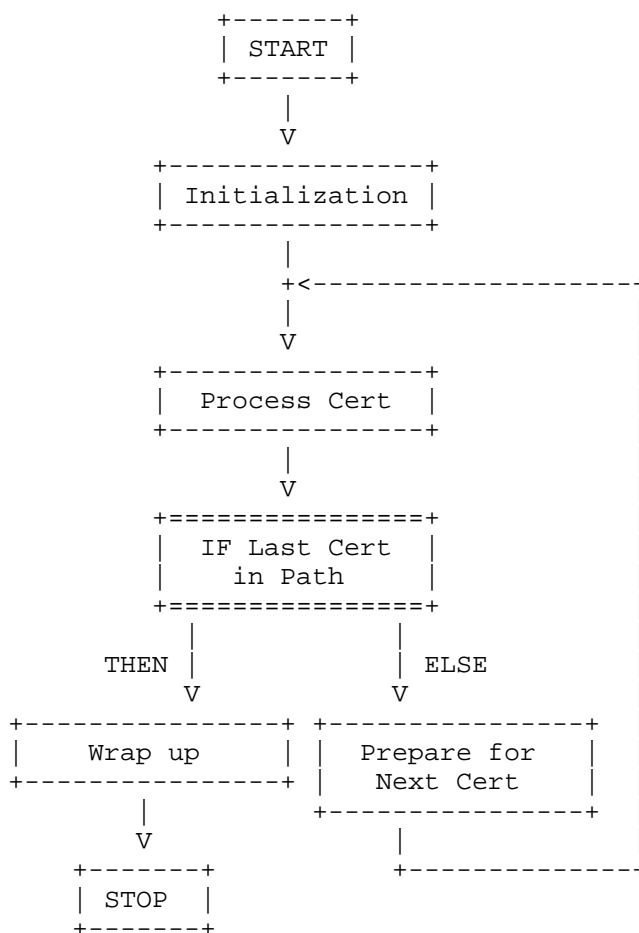 START
Initialization
Process Cert
IF Last Cert
in Path
THEN ELSE
Wrap up Prepare for
Next Cert
STOP